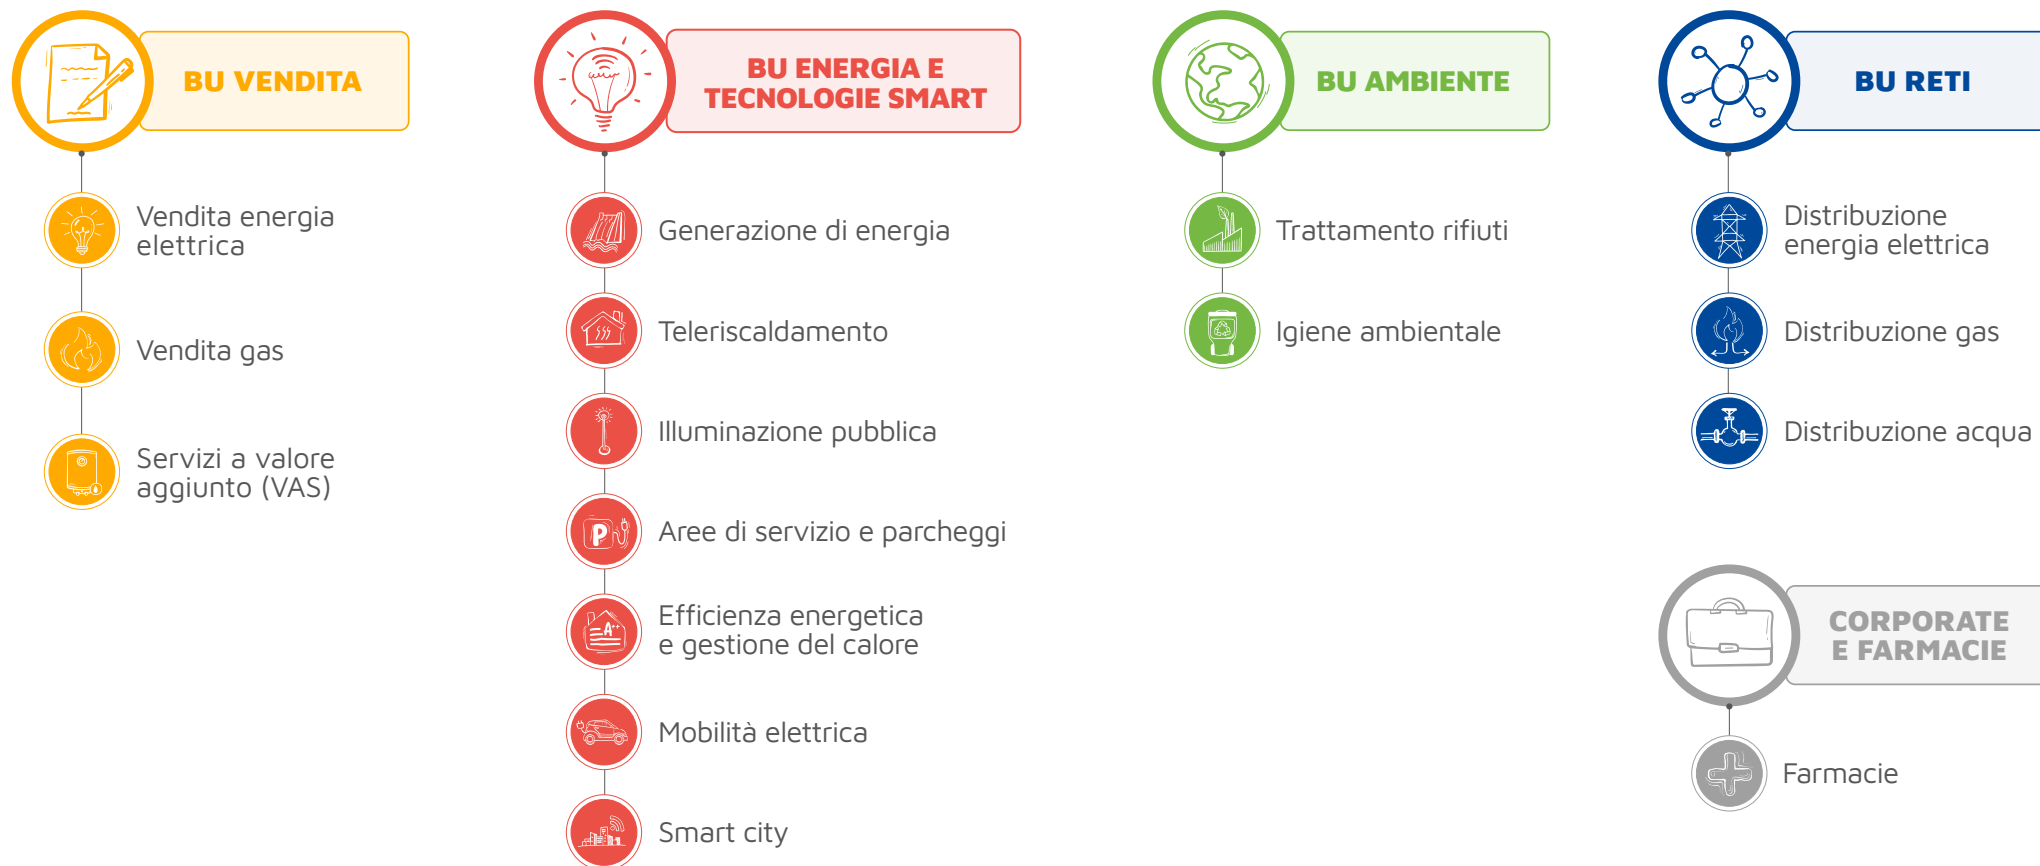 BU VENDITA
Vendita energia
elettrica
Vendita gas
Servizi a valore
aggiunto (VAS)
BU ENERGIA E
TECNOLOGIE SMART
Generazione di energia
Teleriscaldamento
Illuminazione pubblica
P
Aree di servizio e parcheggi
A++
Efficienza energetica
e gestione del calore
Mobilità elettrica
Smart city
BU AMBIENTE
Trattamento rifiuti
Igiene ambientale
BU RETI
Distribuzione
energia elettrica
Distribuzione gas
Distribuzione acqua
CORPORATE
E FARMACIE
Farmacie